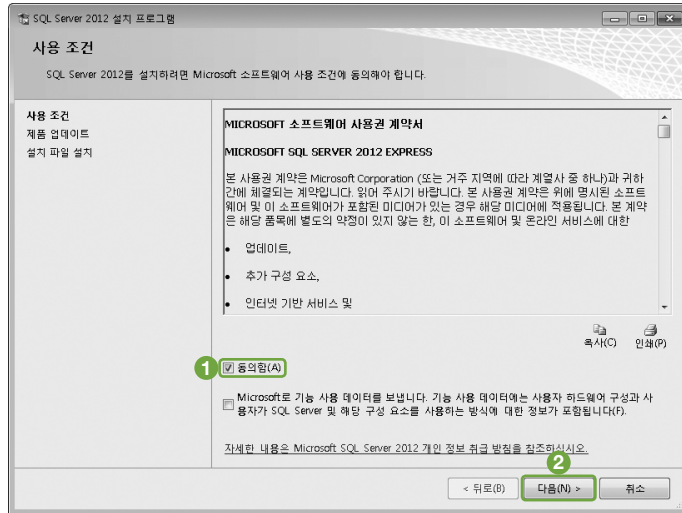 SQL Server 2012 설치 프로그램
사용 조건
SQL Server 2012를 설치하려면 Microsoft 소프트웨어 사용 조건에 동의해야 합니다.
사용 조건
제품 업데이트
설치 파일 설치
MICROSOFT 소프트웨어 사용권 계약서
MICROSOFT SQL SERVER 2012 EXPRESS
본 사용권 계약은 Microsoft Corporation (또는 거주 지역에 따라 계열사 중 하나)과 귀하
간에 체결되는 계약입니다. 읽어 주시기 바랍니다. 본 사용권 계약은 위에 명시된 소프트
웨어 및 이 소프트웨어가 포함된 미디어가 있는 경우 해당 미디어에 적용됩니다. 본 계약
은 해당 품목에 별도의 약정이 있지 않는 한, 이 소프트웨어 및 온라인 서비스에 대한
• 업데이트,
• 추가 구성 요소,
• 인터넷 기반 서비스 및
복사(C) 인쇄(P)
1 동의함(A)
Microsoft로 기능 사용 데이터를 보냅니다. 기능 사용 데이터에는 사용자 하드웨어 구성과 사
용자가 SQL Server 및 해당 구성 요소를 사용하는 방식에 대한 정보가 포함됩니다(F).
자세한 내용은 Microsoft SQL Server 2012 개인 정보 취급 방침을 참조하십시오.
2
< 뒤로(B) 다음(N) > 취소